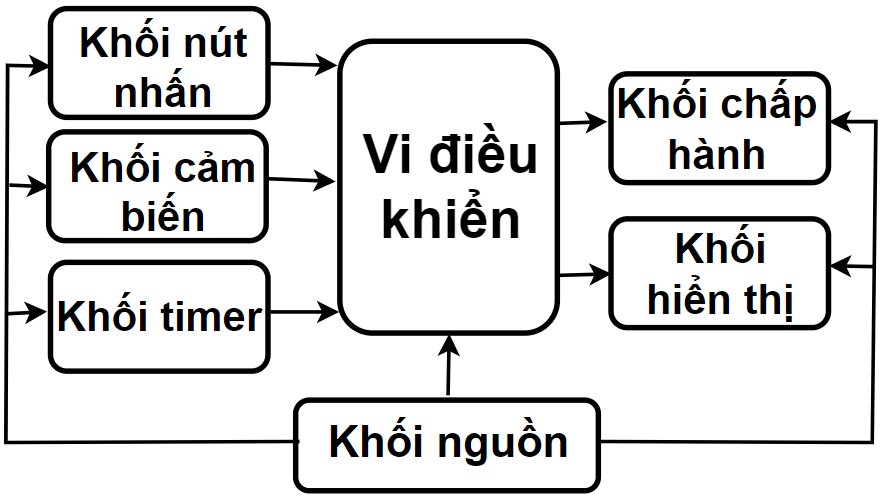 Khối nút
nhấn
Khối cảm
biến
Khối timer
Vi điều
khiển
Khối chấp
hành
Khối
hiển thị
Khối nguồn